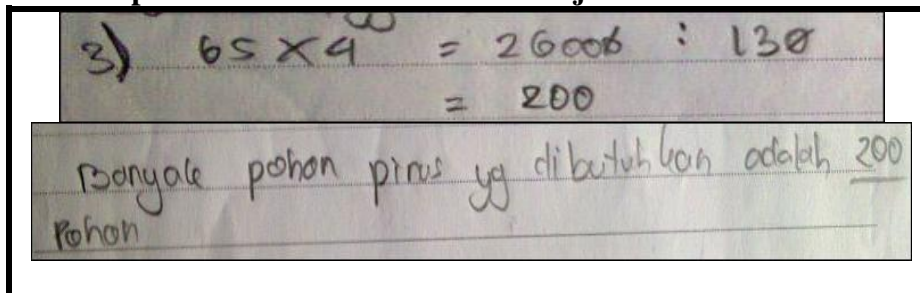 3) 65 × 400 = 26000 : 130
= 200
Banyak pohon pinus yg dibutuhkan adalah 200
Pohon